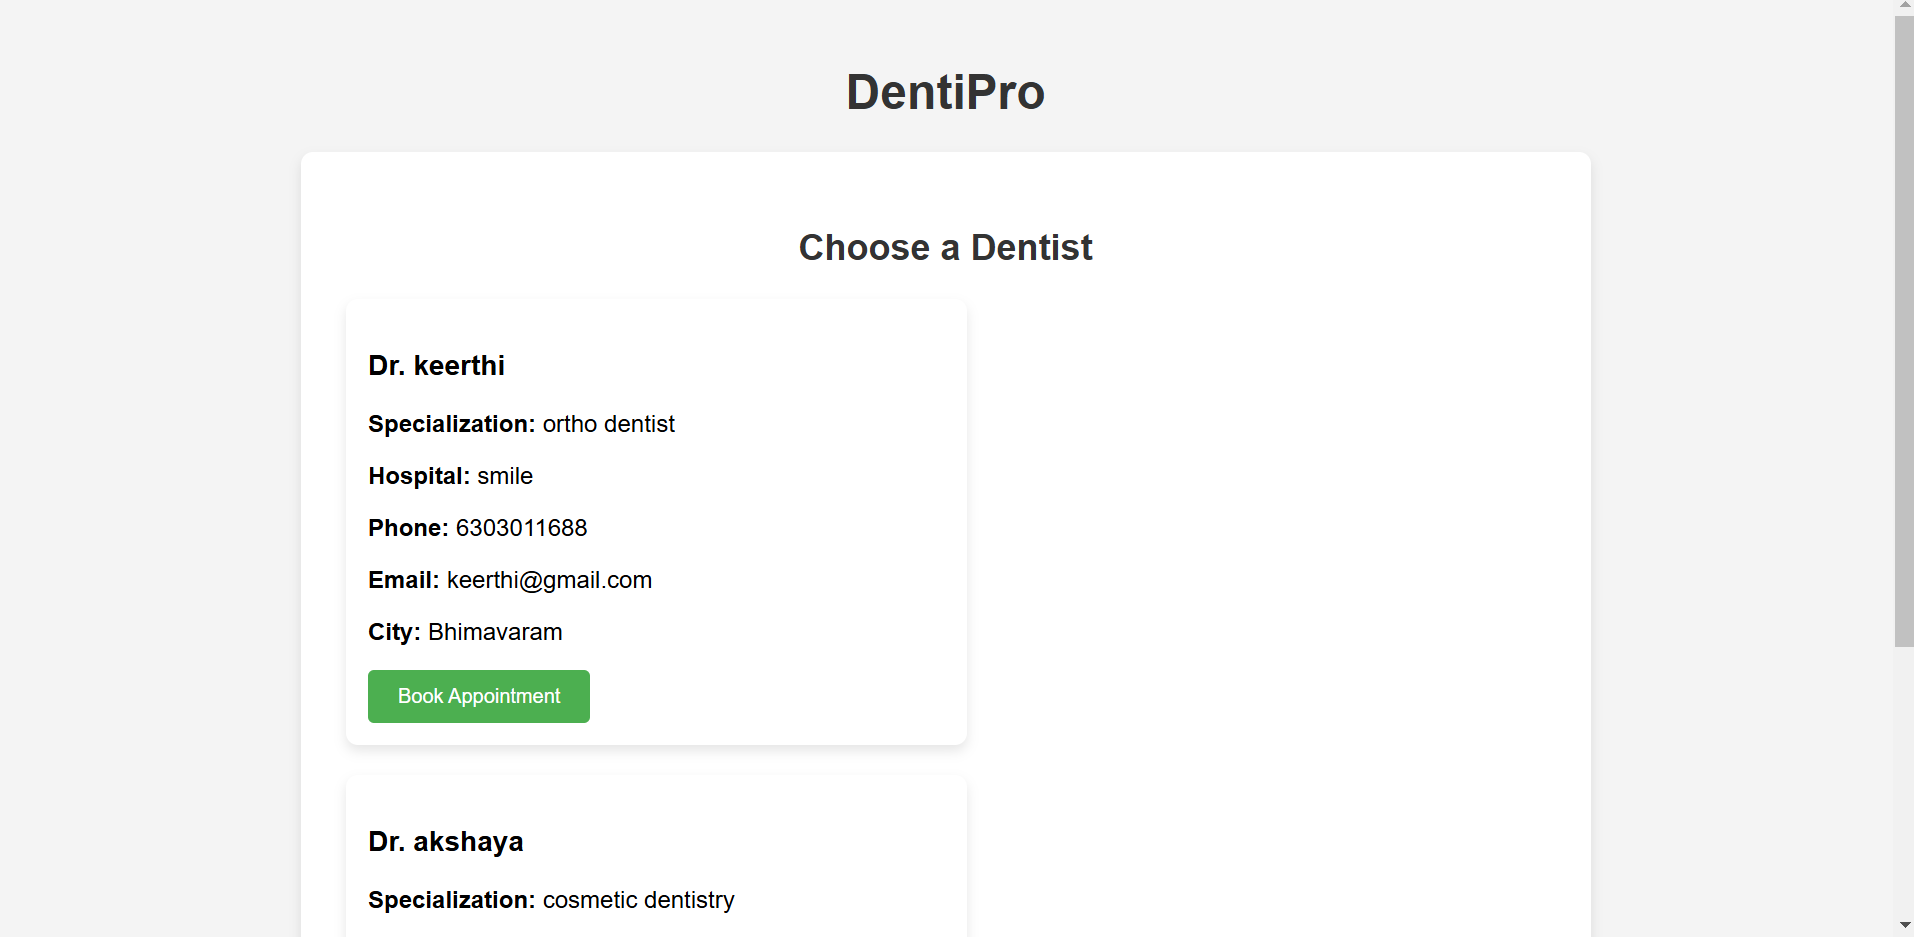 DentiPro
Choose a Dentist
Dr. keerthi
Specialization: ortho dentist
Hospital: smile
Phone: 6303011688
Email: keerthi@gmail.com
City: Bhimavaram
Book Appointment
Dr. akshaya
Specialization: cosmetic dentistry